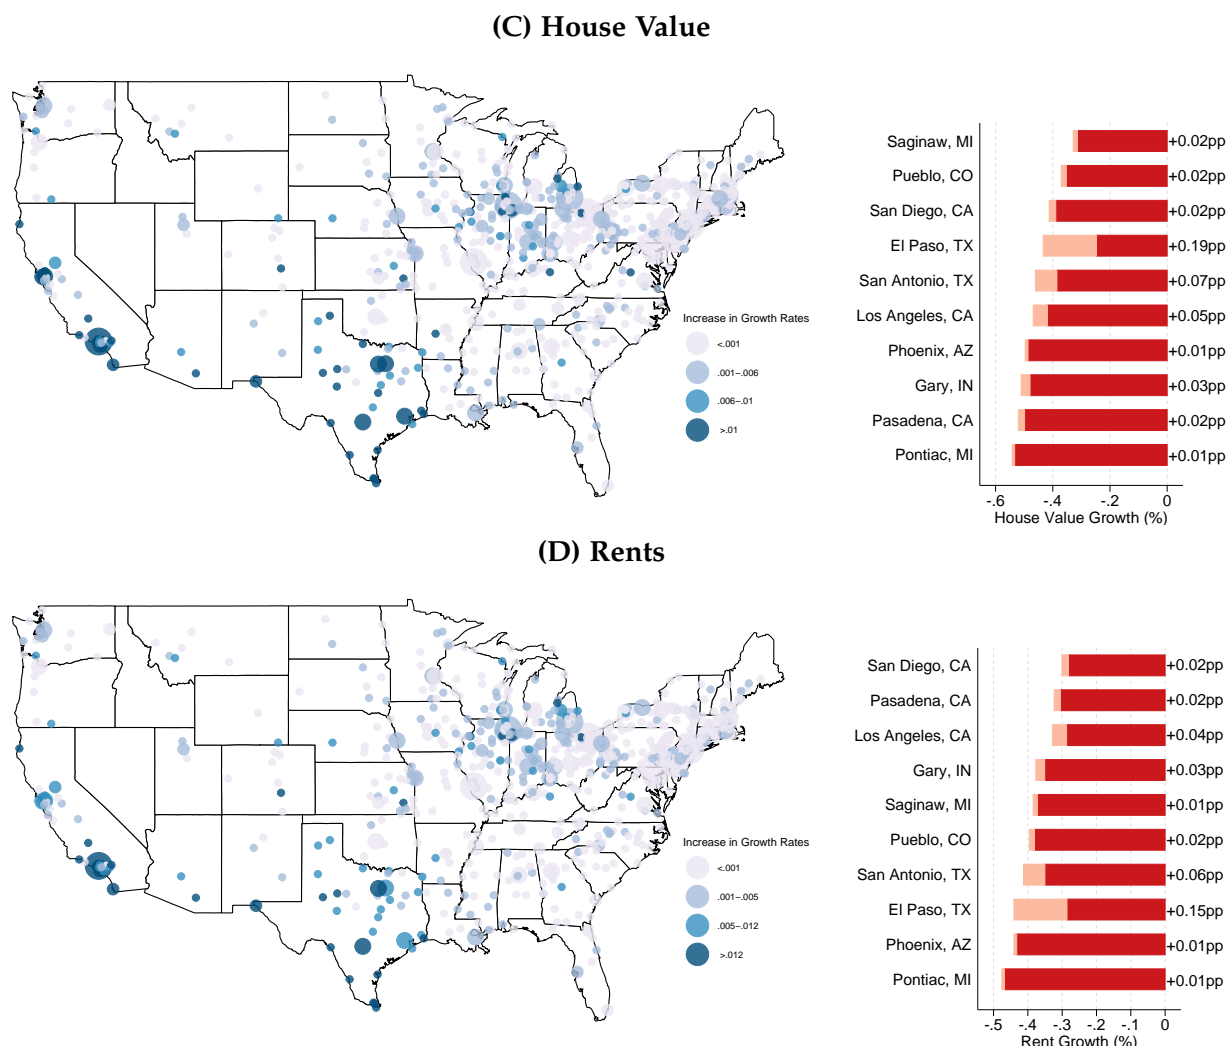 (C) House Value
Increase in Growth Rates
<.001
.001–.006
.006–.01
>.01
Saginaw, MI +0.02pp
Pueblo, CO +0.02pp
San Diego, CA +0.02pp
El Paso, TX +0.19pp
San Antonio, TX +0.07pp
Los Angeles, CA +0.05pp
Phoenix, AZ +0.01pp
Gary, IN +0.03pp
Pasadena, CA +0.02pp
Pontiac, MI +0.01pp
-.6 -.4 -.2 0
House Value Growth (%)
(D) Rents
Increase in Growth Rates
<.001
.001–.005
.005–.012
>.012
San Diego, CA +0.02pp
Pasadena, CA +0.02pp
Los Angeles, CA +0.04pp
Gary, IN +0.03pp
Saginaw, MI +0.01pp
Pueblo, CO +0.02pp
San Antonio, TX +0.06pp
El Paso, TX +0.15pp
Phoenix, AZ +0.01pp
Pontiac, MI +0.01pp
-.5 -.4 -.3 -.2 -.1 0
Rent Growth (%)